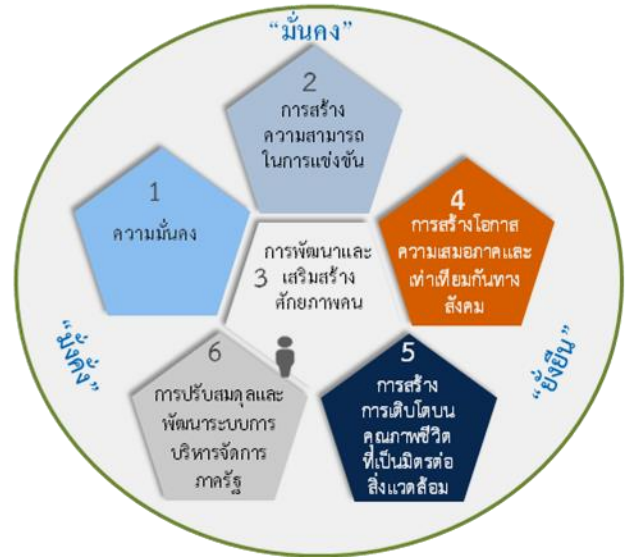 “มั่นคง”
2
การสร้าง
ความสามารถ
ในการแข่งขัน
1
ความมั่นคง
4
การสร้างโอกาส
ความเสมอภาคและ
เท่าเทียมกันทาง
สังคม
การพัฒนาและ
3 เสริมสร้าง
ศักยภาพคน
“มั่งคั่ง”
“ยั่งยืน”
6
การปรับสมดุลและ
พัฒนาระบบการ
บริหารจัดการ
ภาครัฐ
5
การสร้าง
การเติบโตบน
คุณภาพชีวิต
ที่เป็นมิตรต่อ
สิ่งแวดล้อม